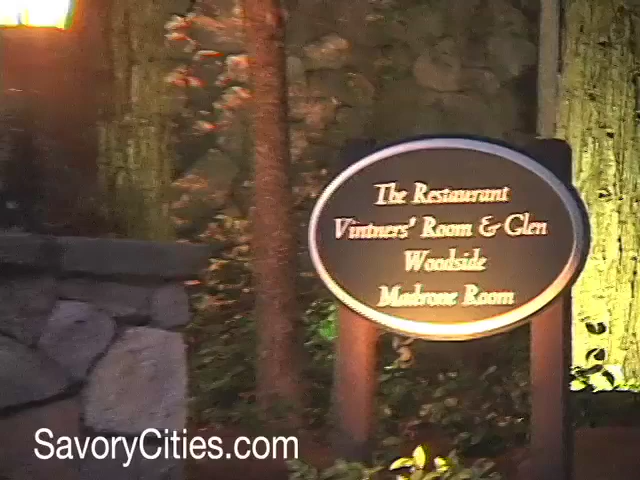 The Restaurant
Vintners' Room & Glen
Woodside
Madrone Room
SavoryCities.com